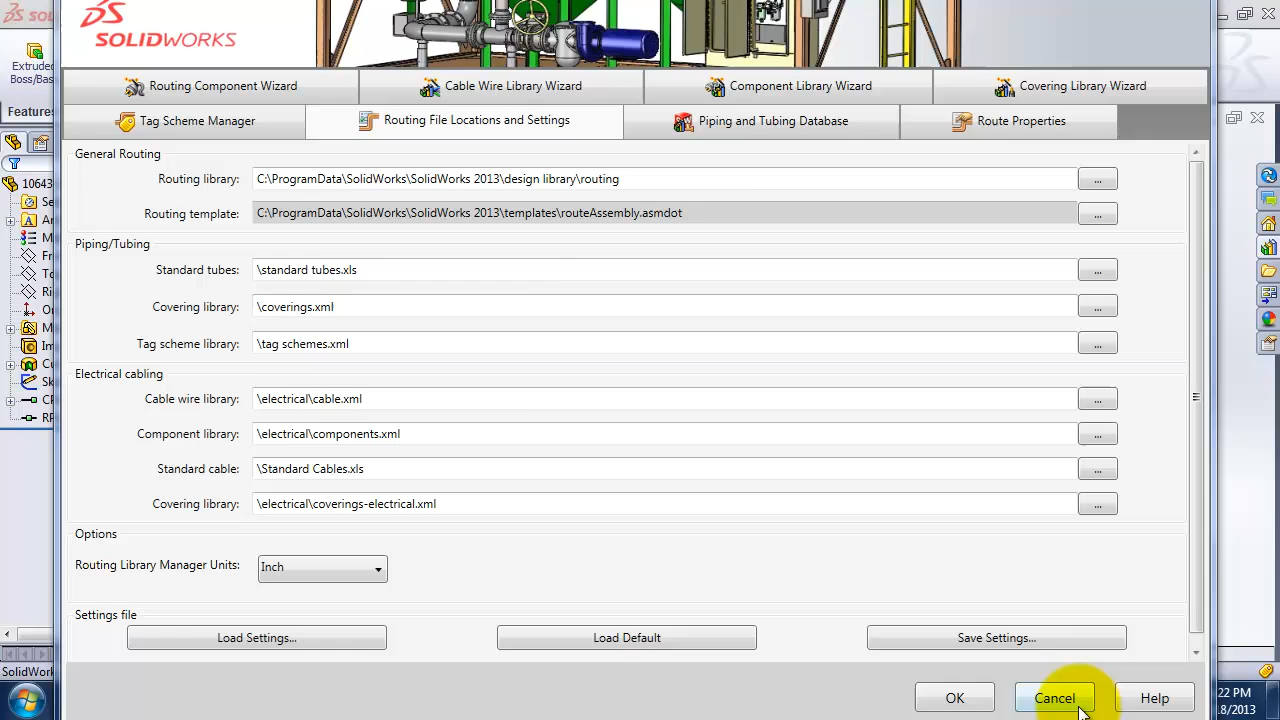 SOLIDWORKS
Extruded
Boss/Bas
Features
Routing Component Wizard
Cable Wire Library Wizard
Component Library Wizard
Covering Library Wizard
Tag Scheme Manager
Routing File Locations and Settings
Piping and Tubing Database
Route Properties
General Routing
Routing library: C:\ProgramData\SolidWorks\SolidWorks 2013\design library\routing ...
Routing template: C:\ProgramData\SolidWorks\SolidWorks 2013\templates\routeAssembly.asmdot ...
Piping/Tubing
Standard tubes: \standard tubes.xls ...
Covering library: \coverings.xml ...
Tag scheme library: \tag schemes.xml ...
Electrical cabling
Cable wire library: \electrical\cable.xml ...
Component library: \electrical\components.xml ...
Standard cable: \Standard Cables.xls ...
Covering library: \electrical\coverings-electrical.xml ...
Options
Routing Library Manager Units: Inch
Settings file
Load Settings... Load Default Save Settings...
OK Cancel Help
10643
SolidWor
22 PM
8/2013